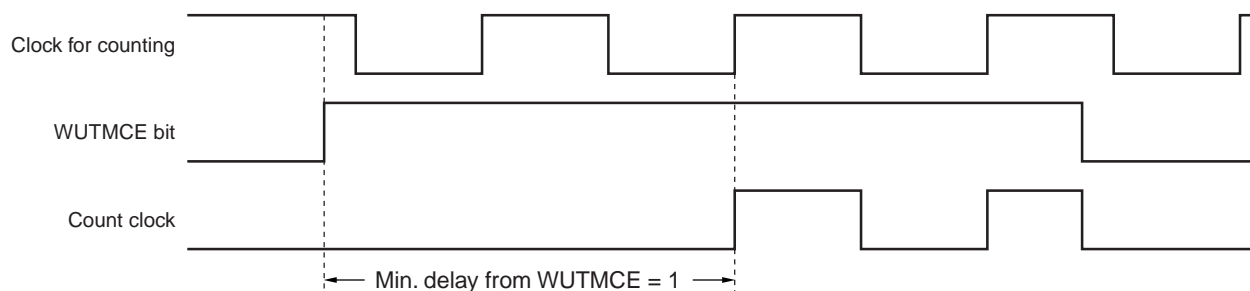 Clock for counting
WUTMCE bit
Count clock
Min. delay from WUTMCE = 1